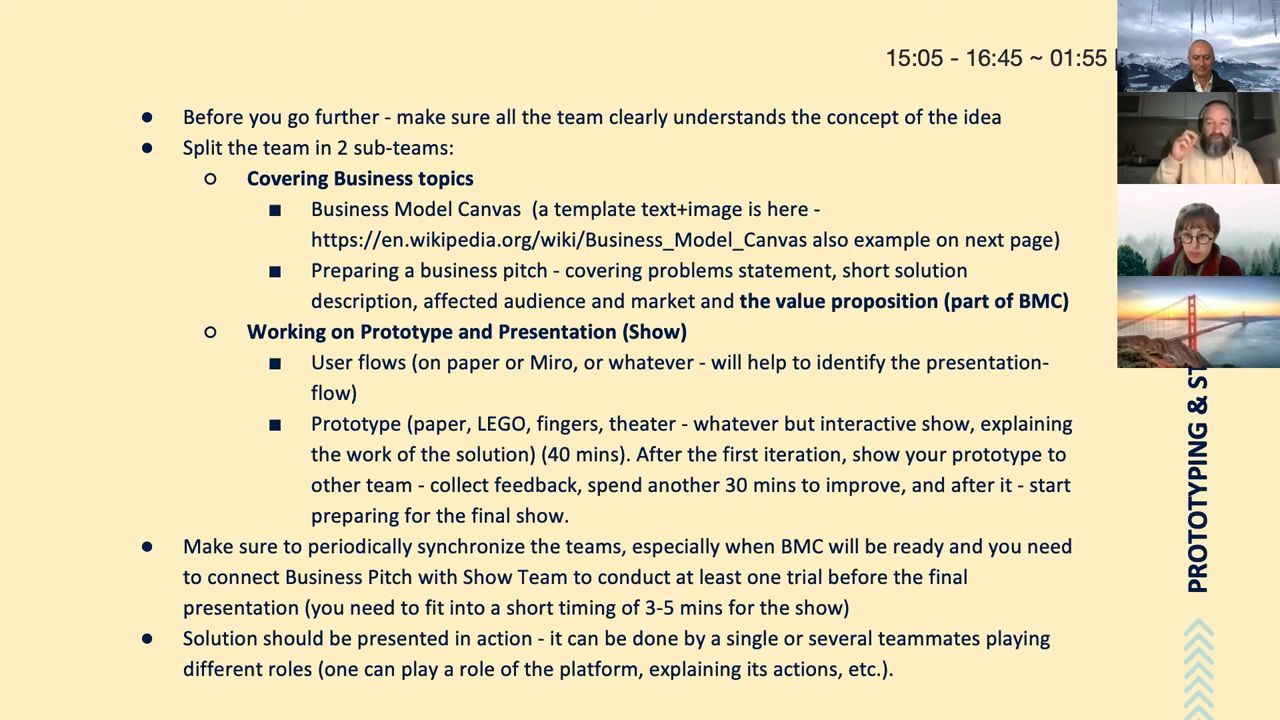 15:05 - 16:45 ~ 01:55
● Before you go further - make sure all the team clearly understands the concept of the idea
● Split the team in 2 sub-teams:
○ Covering Business topics
■ Business Model Canvas (a template text+image is here -
https://en.wikipedia.org/wiki/Business_Model_Canvas also example on next page)
■ Preparing a business pitch - covering problems statement, short solution
description, affected audience and market and the value proposition (part of BMC)
○ Working on Prototype and Presentation (Show)
■ User flows (on paper or Miro, or whatever - will help to identify the presentation-
flow)
■ Prototype (paper, LEGO, fingers, theater - whatever but interactive show, explaining
the work of the solution) (40 mins). After the first iteration, show your prototype to
other team - collect feedback, spend another 30 mins to improve, and after it - start
preparing for the final show.
● Make sure to periodically synchronize the teams, especially when BMC will be ready and you need
to connect Business Pitch with Show Team to conduct at least one trial before the final
presentation (you need to fit into a short timing of 3-5 mins for the show)
● Solution should be presented in action - it can be done by a single or several teammates playing
different roles (one can play a role of the platform, explaining its actions, etc.).
PROTOTYPING &